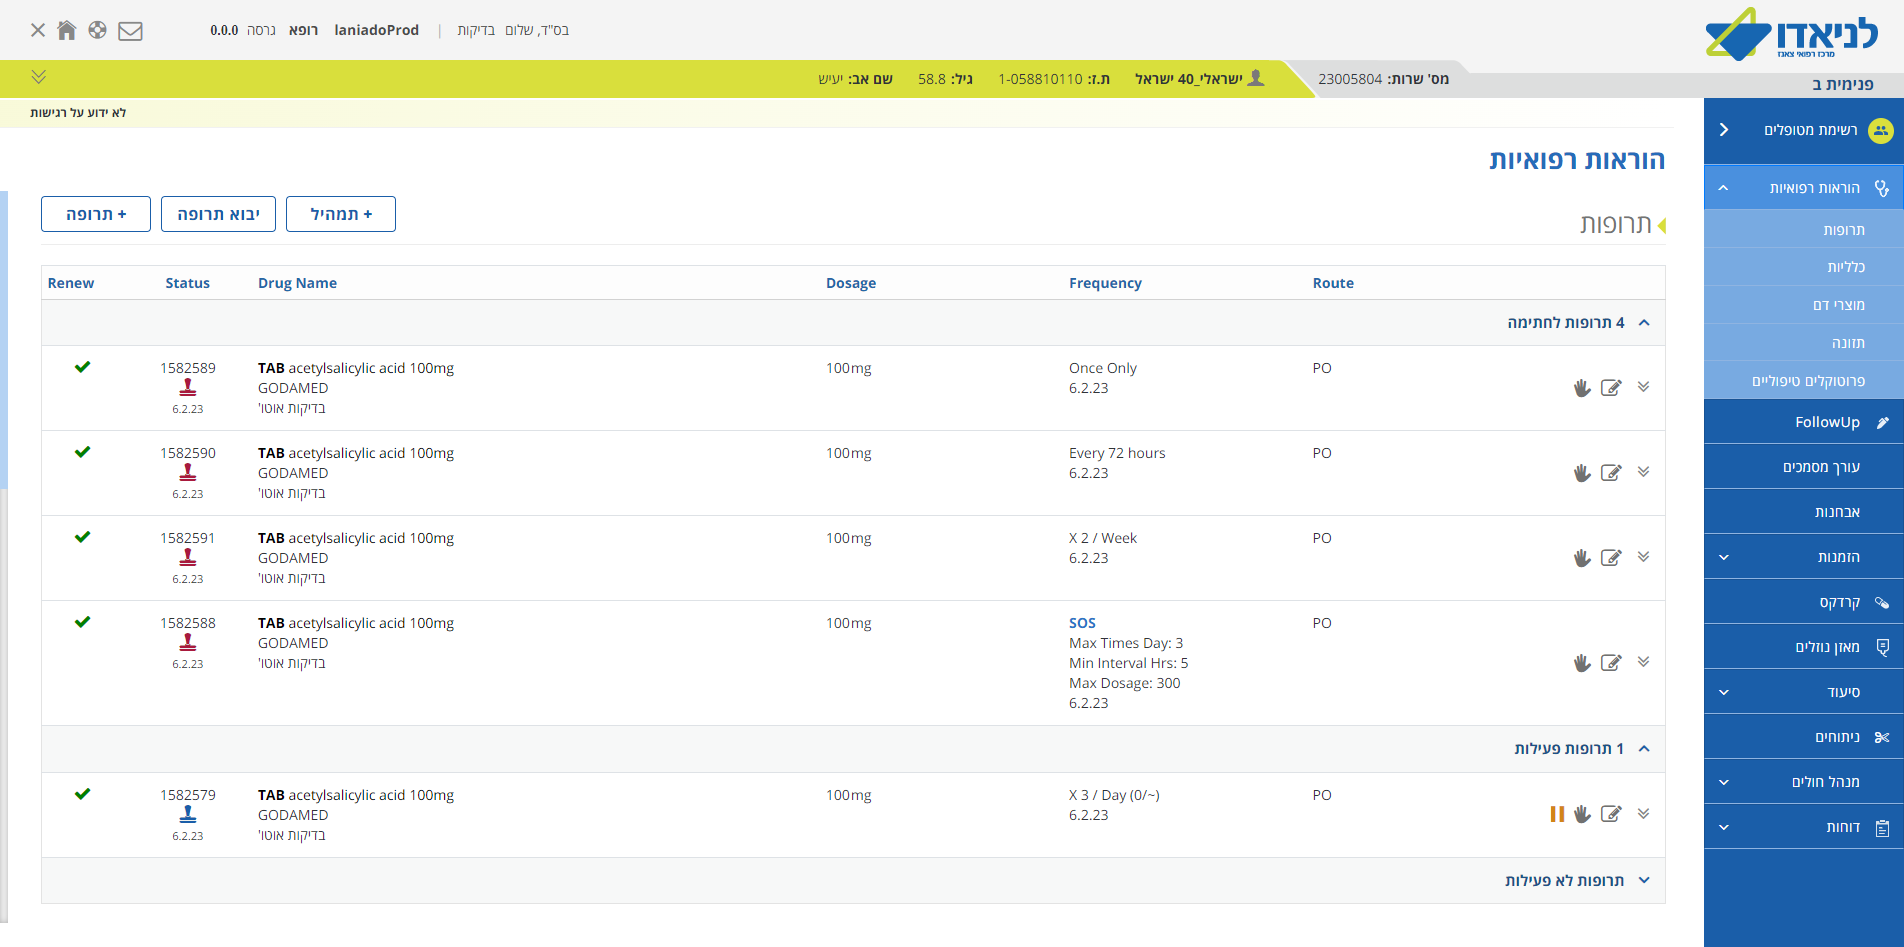 לניאדו
מרכז רפואי צאנז
בס"ד, שלום בדיקות | laniadoProd רופא גרסה 0.0.0
פנימית ב
מס' שרות: 23005804
ישראלי_40 ישראל ת.ז: 1-058810110 גיל: 58.8 שם אב: יעיש
לא ידוע על רגישות
רשימת מטופלים
הוראות רפואיות
תרופות
כלליות
מוצרי דם
תזונה
פרוטוקלים טיפוליים
FollowUp
עורך מסמכים
אבחנות
הזמנות
קרדקס
מאזן נוזלים
סיעוד
ניתוחים
מנהל חולים
דוחות
הוראות רפואיות
תרופות
+ תמהיל
יבוא תרופה
+ תרופה
Renew Status Drug Name Dosage Frequency Route
4 תרופות לחתימה
1582589 TAB acetylsalicylic acid 100mg 100mg Once Only PO
GODAMED 6.2.23
6.2.23 בדיקות אוטו'
1582590 TAB acetylsalicylic acid 100mg 100mg Every 72 hours PO
GODAMED 6.2.23
6.2.23 בדיקות אוטו'
1582591 TAB acetylsalicylic acid 100mg 100mg X 2 / Week PO
GODAMED 6.2.23
6.2.23 בדיקות אוטו'
1582588 TAB acetylsalicylic acid 100mg 100mg SOS PO
GODAMED Max Times Day: 3
6.2.23 בדיקות אוטו' Min Interval Hrs: 5
Max Dosage: 300
6.2.23
1 תרופות פעילות
1582579 TAB acetylsalicylic acid 100mg 100mg X 3 / Day (0/~) PO
GODAMED 6.2.23
6.2.23 בדיקות אוטו'
תרופות לא פעילות